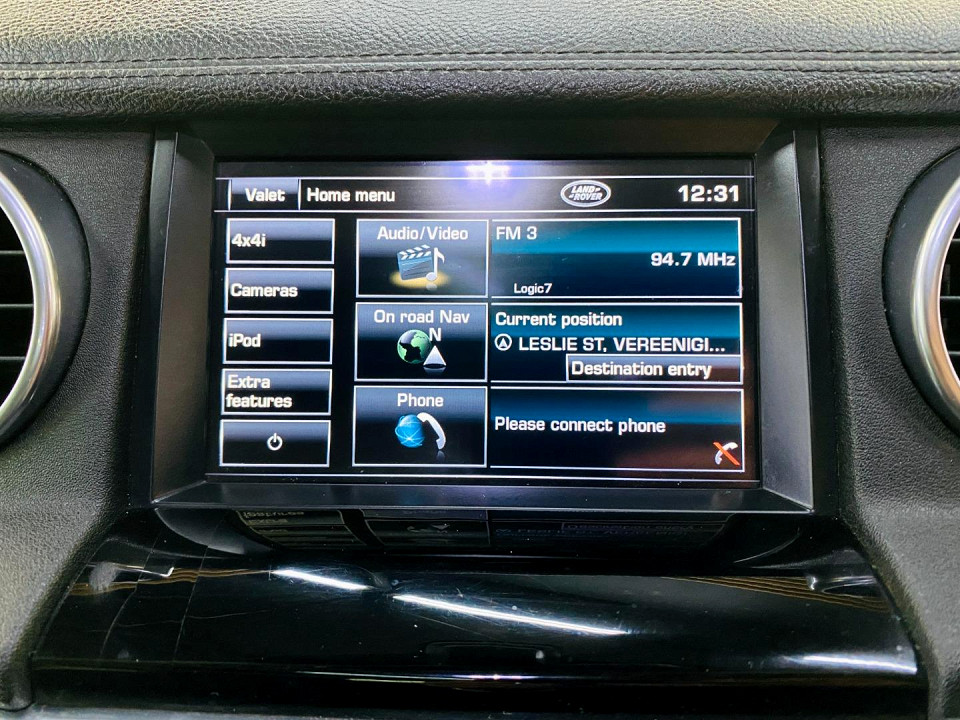 Valet
Home menu
LAND-
ROVER
12:31
4x4i
Cameras
iPod
Extra
features
Audio/Video
FM 3
94.7 MHz
Logic7
On road Nav
N
Current position
LESLIE ST, VEREENIGI...
Destination entry
Phone
Please connect phone